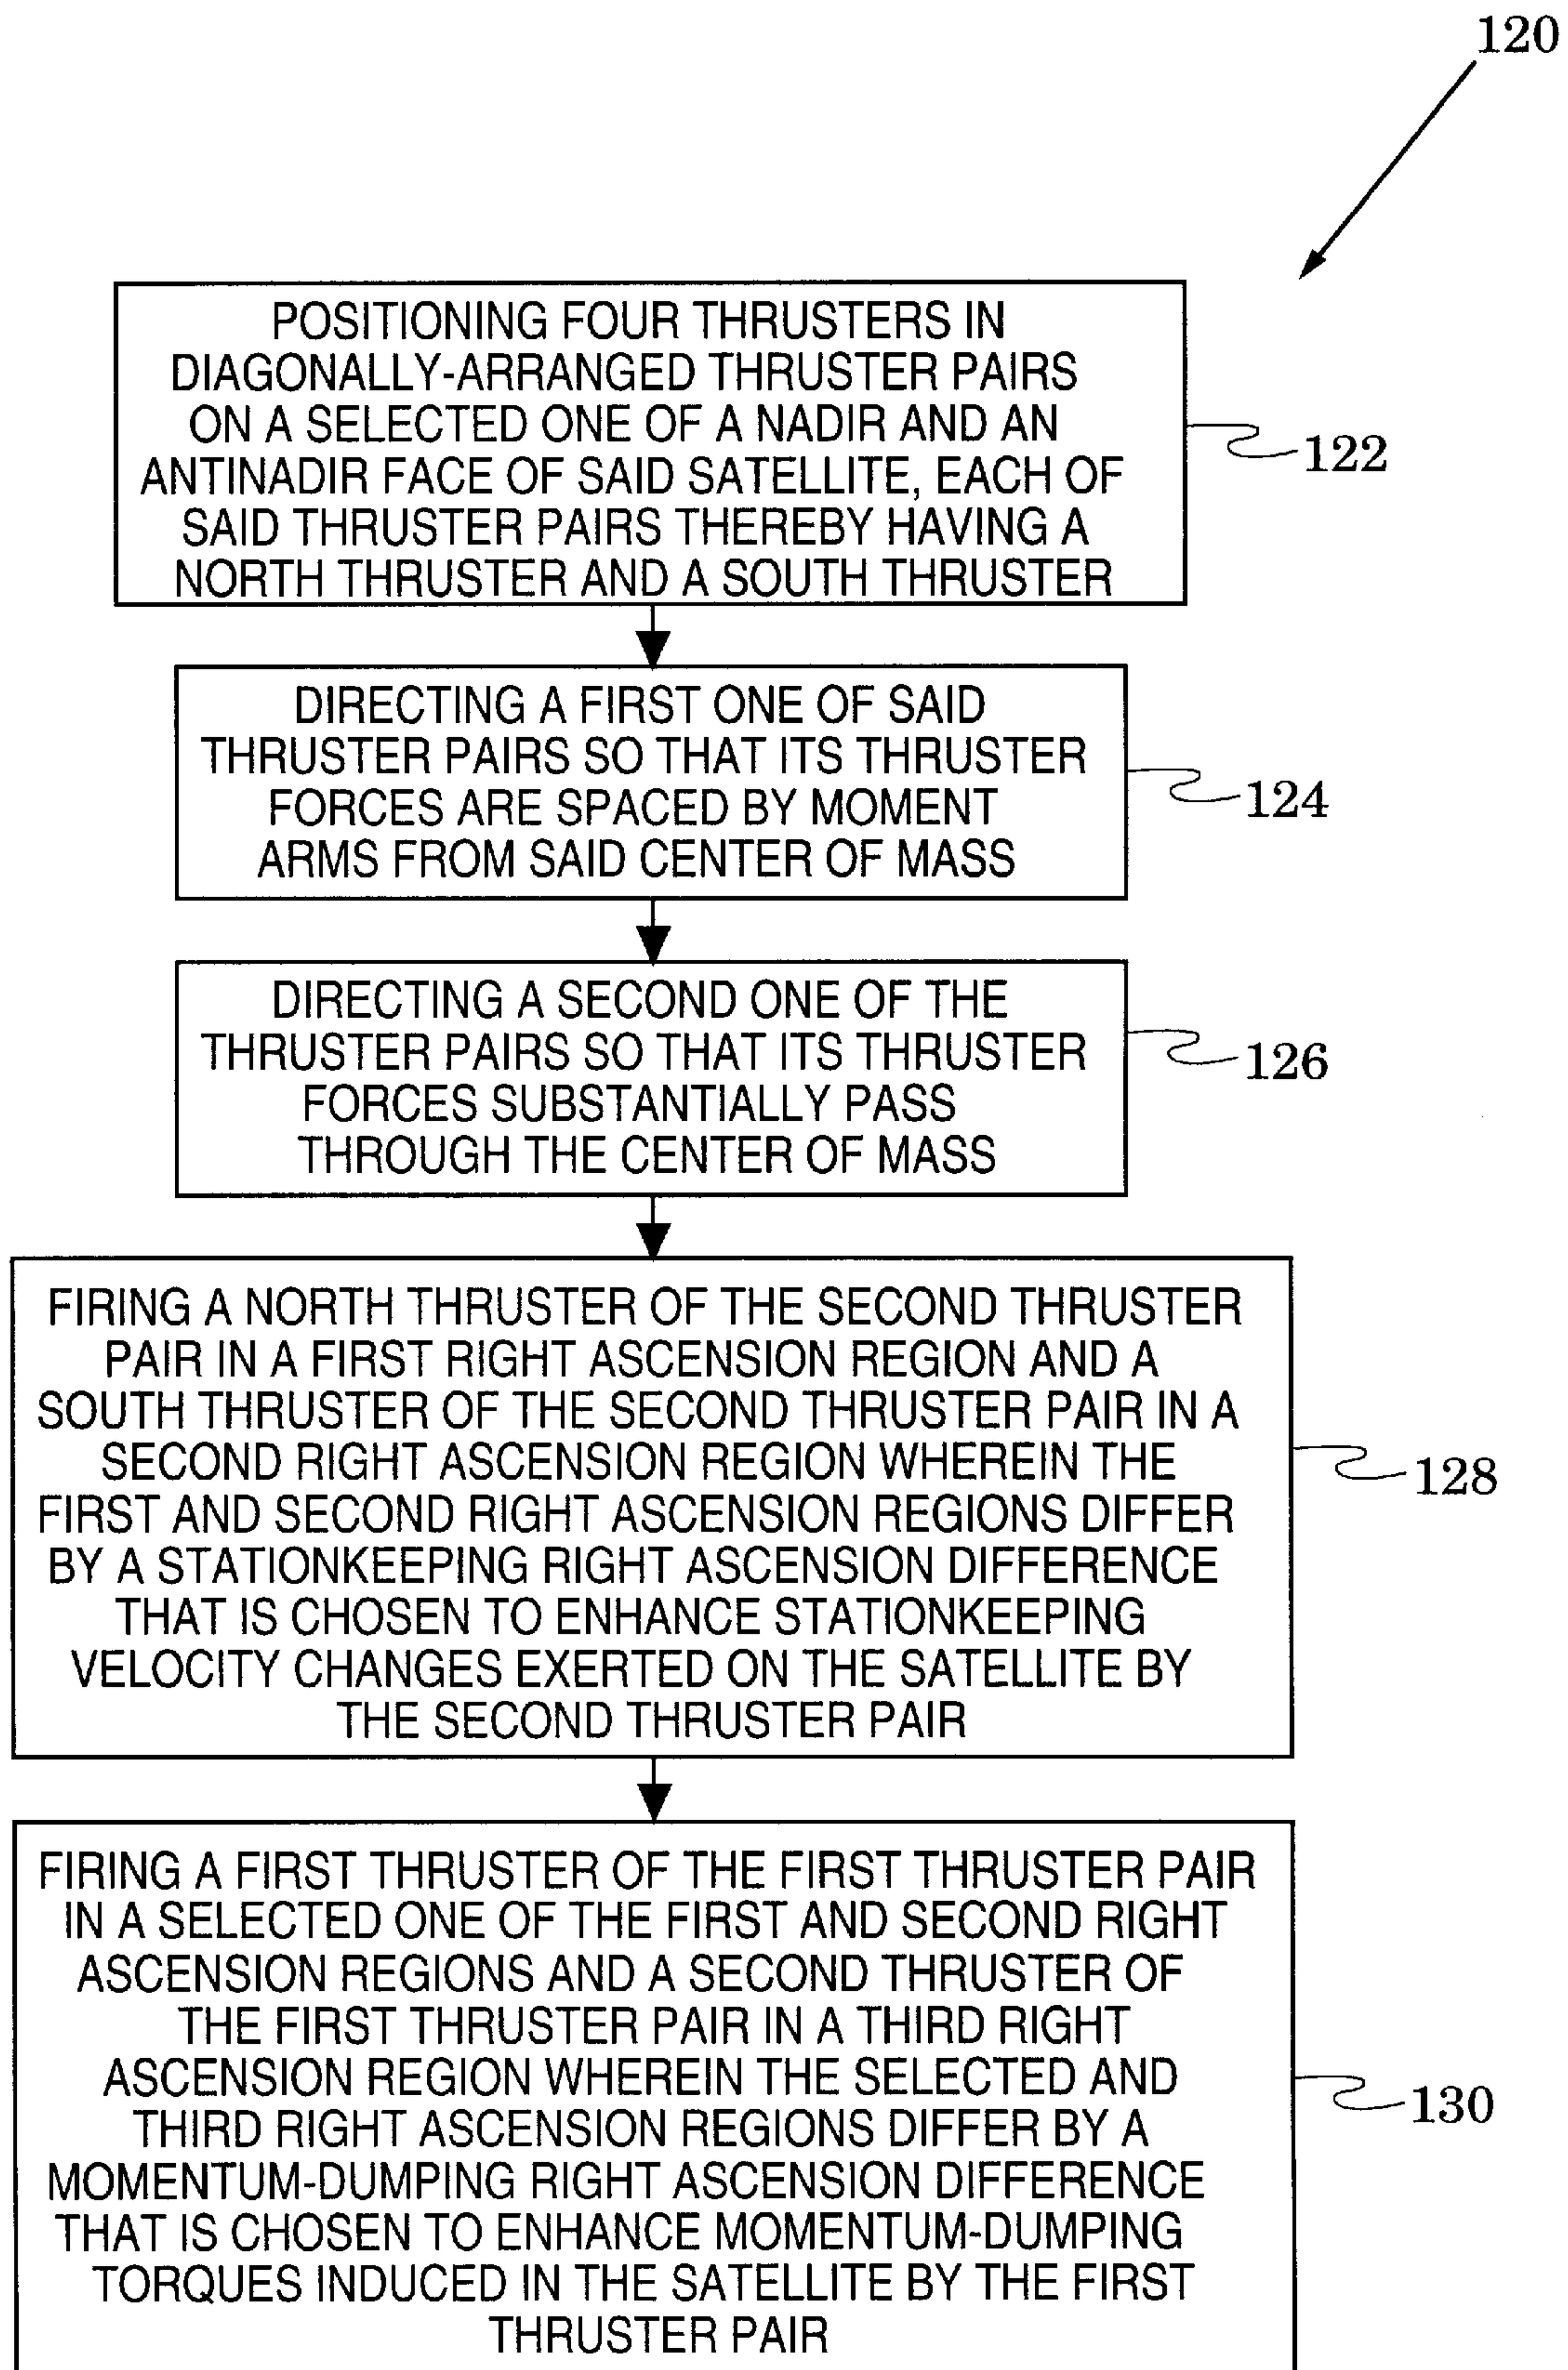 120
POSITIONING FOUR THRUSTERS IN
DIAGONALLY-ARRANGED THRUSTER PAIRS
ON A SELECTED ONE OF A NADIR AND AN
ANTINADIR FACE OF SAID SATELLITE, EACH OF
SAID THRUSTER PAIRS THEREBY HAVING A
NORTH THRUSTER AND A SOUTH THRUSTER
122
DIRECTING A FIRST ONE OF SAID
THRUSTER PAIRS SO THAT ITS THRUSTER
FORCES ARE SPACED BY MOMENT
ARMS FROM SAID CENTER OF MASS
124
DIRECTING A SECOND ONE OF THE
THRUSTER PAIRS SO THAT ITS THRUSTER
FORCES SUBSTANTIALLY PASS
THROUGH THE CENTER OF MASS
126
FIRING A NORTH THRUSTER OF THE SECOND THRUSTER
PAIR IN A FIRST RIGHT ASCENSION REGION AND A
SOUTH THRUSTER OF THE SECOND THRUSTER PAIR IN A
SECOND RIGHT ASCENSION REGION WHEREIN THE
FIRST AND SECOND RIGHT ASCENSION REGIONS DIFFER
BY A STATIONKEEPING RIGHT ASCENSION DIFFERENCE
THAT IS CHOSEN TO ENHANCE STATIONKEEPING
VELOCITY CHANGES EXERTED ON THE SATELLITE BY
THE SECOND THRUSTER PAIR
128
FIRING A FIRST THRUSTER OF THE FIRST THRUSTER PAIR
IN A SELECTED ONE OF THE FIRST AND SECOND RIGHT
ASCENSION REGIONS AND A SECOND THRUSTER OF
THE FIRST THRUSTER PAIR IN A THIRD RIGHT
ASCENSION REGION WHEREIN THE SELECTED AND
THIRD RIGHT ASCENSION REGIONS DIFFER BY A
MOMENTUM-DUMPING RIGHT ASCENSION DIFFERENCE
THAT IS CHOSEN TO ENHANCE MOMENTUM-DUMPING
TORQUES INDUCED IN THE SATELLITE BY THE FIRST
THRUSTER PAIR
130